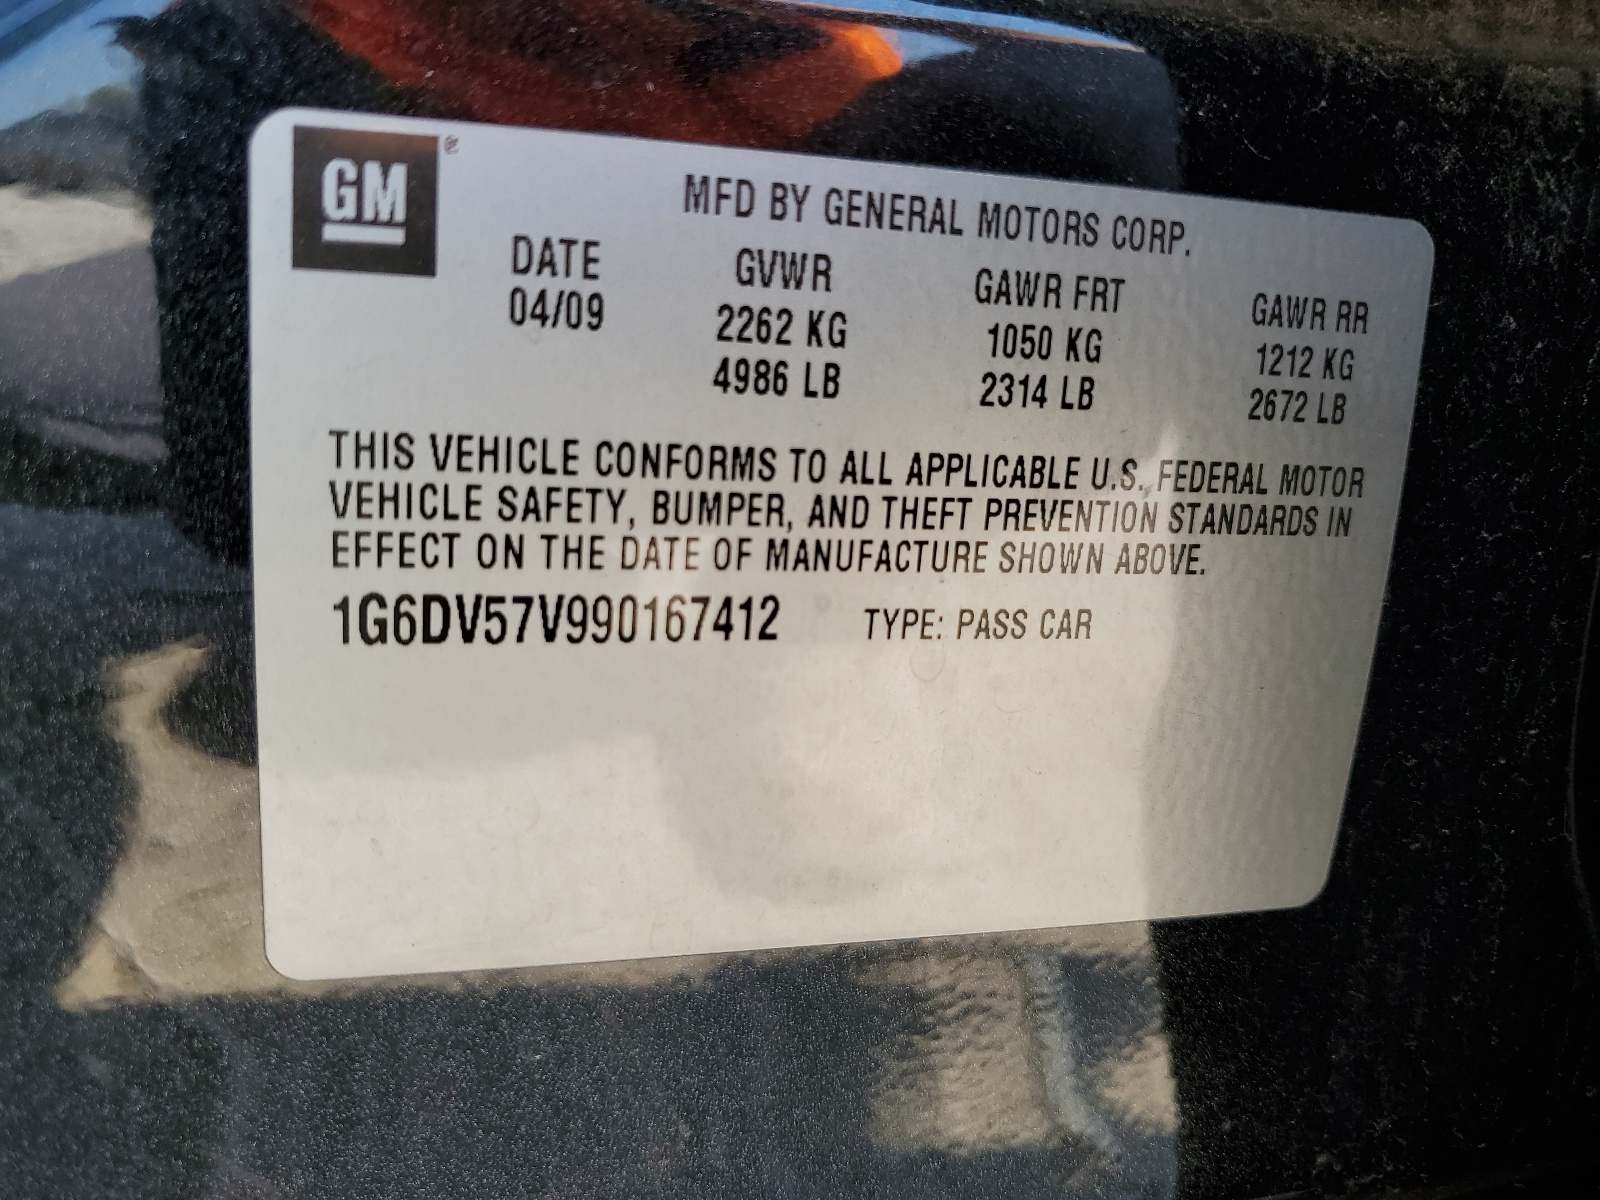 GM
MFD BY GENERAL MOTORS CORP.
DATE GVWR GAWR FRT GAWR RR
04/09 2262 KG 1050 KG 1212 KG
4986 LB 2314 LB 2672 LB
THIS VEHICLE CONFORMS TO ALL APPLICABLE U.S. FEDERAL MOTOR
VEHICLE SAFETY, BUMPER, AND THEFT PREVENTION STANDARDS IN
EFFECT ON THE DATE OF MANUFACTURE SHOWN ABOVE.
1G6DV57V990167412 TYPE: PASS CAR